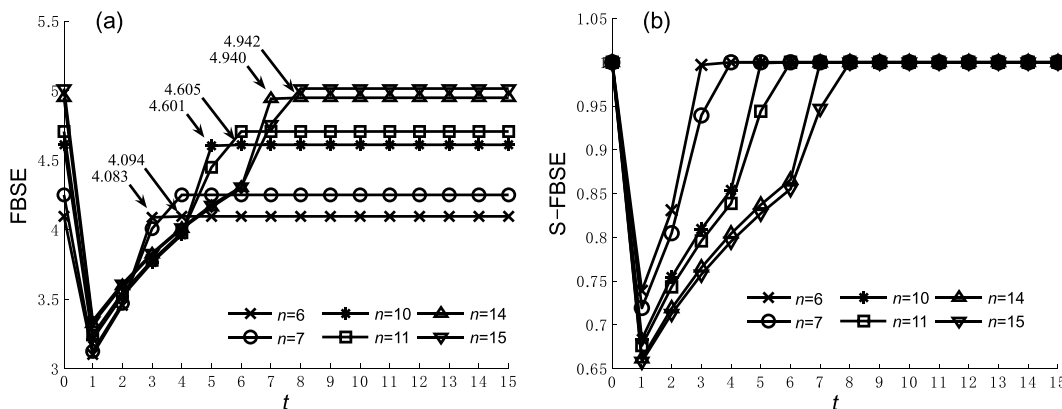 (a)
FBSE
5.5
5
4.5
4
3.5
3
4.942
4.940
4.605
4.601
4.094
4.083
n=6 n=10 n=14
n=7 n=11 n=15
0 1 2 3 4 5 6 7 8 9 10 11 12 13 14 15
t
(b)
S-FBSE
1.05
1
0.95
0.9
0.85
0.8
0.75
0.7
0.65
n=6 n=10 n=14
n=7 n=11 n=15
0 1 2 3 4 5 6 7 8 9 10 11 12 13 14 15
t